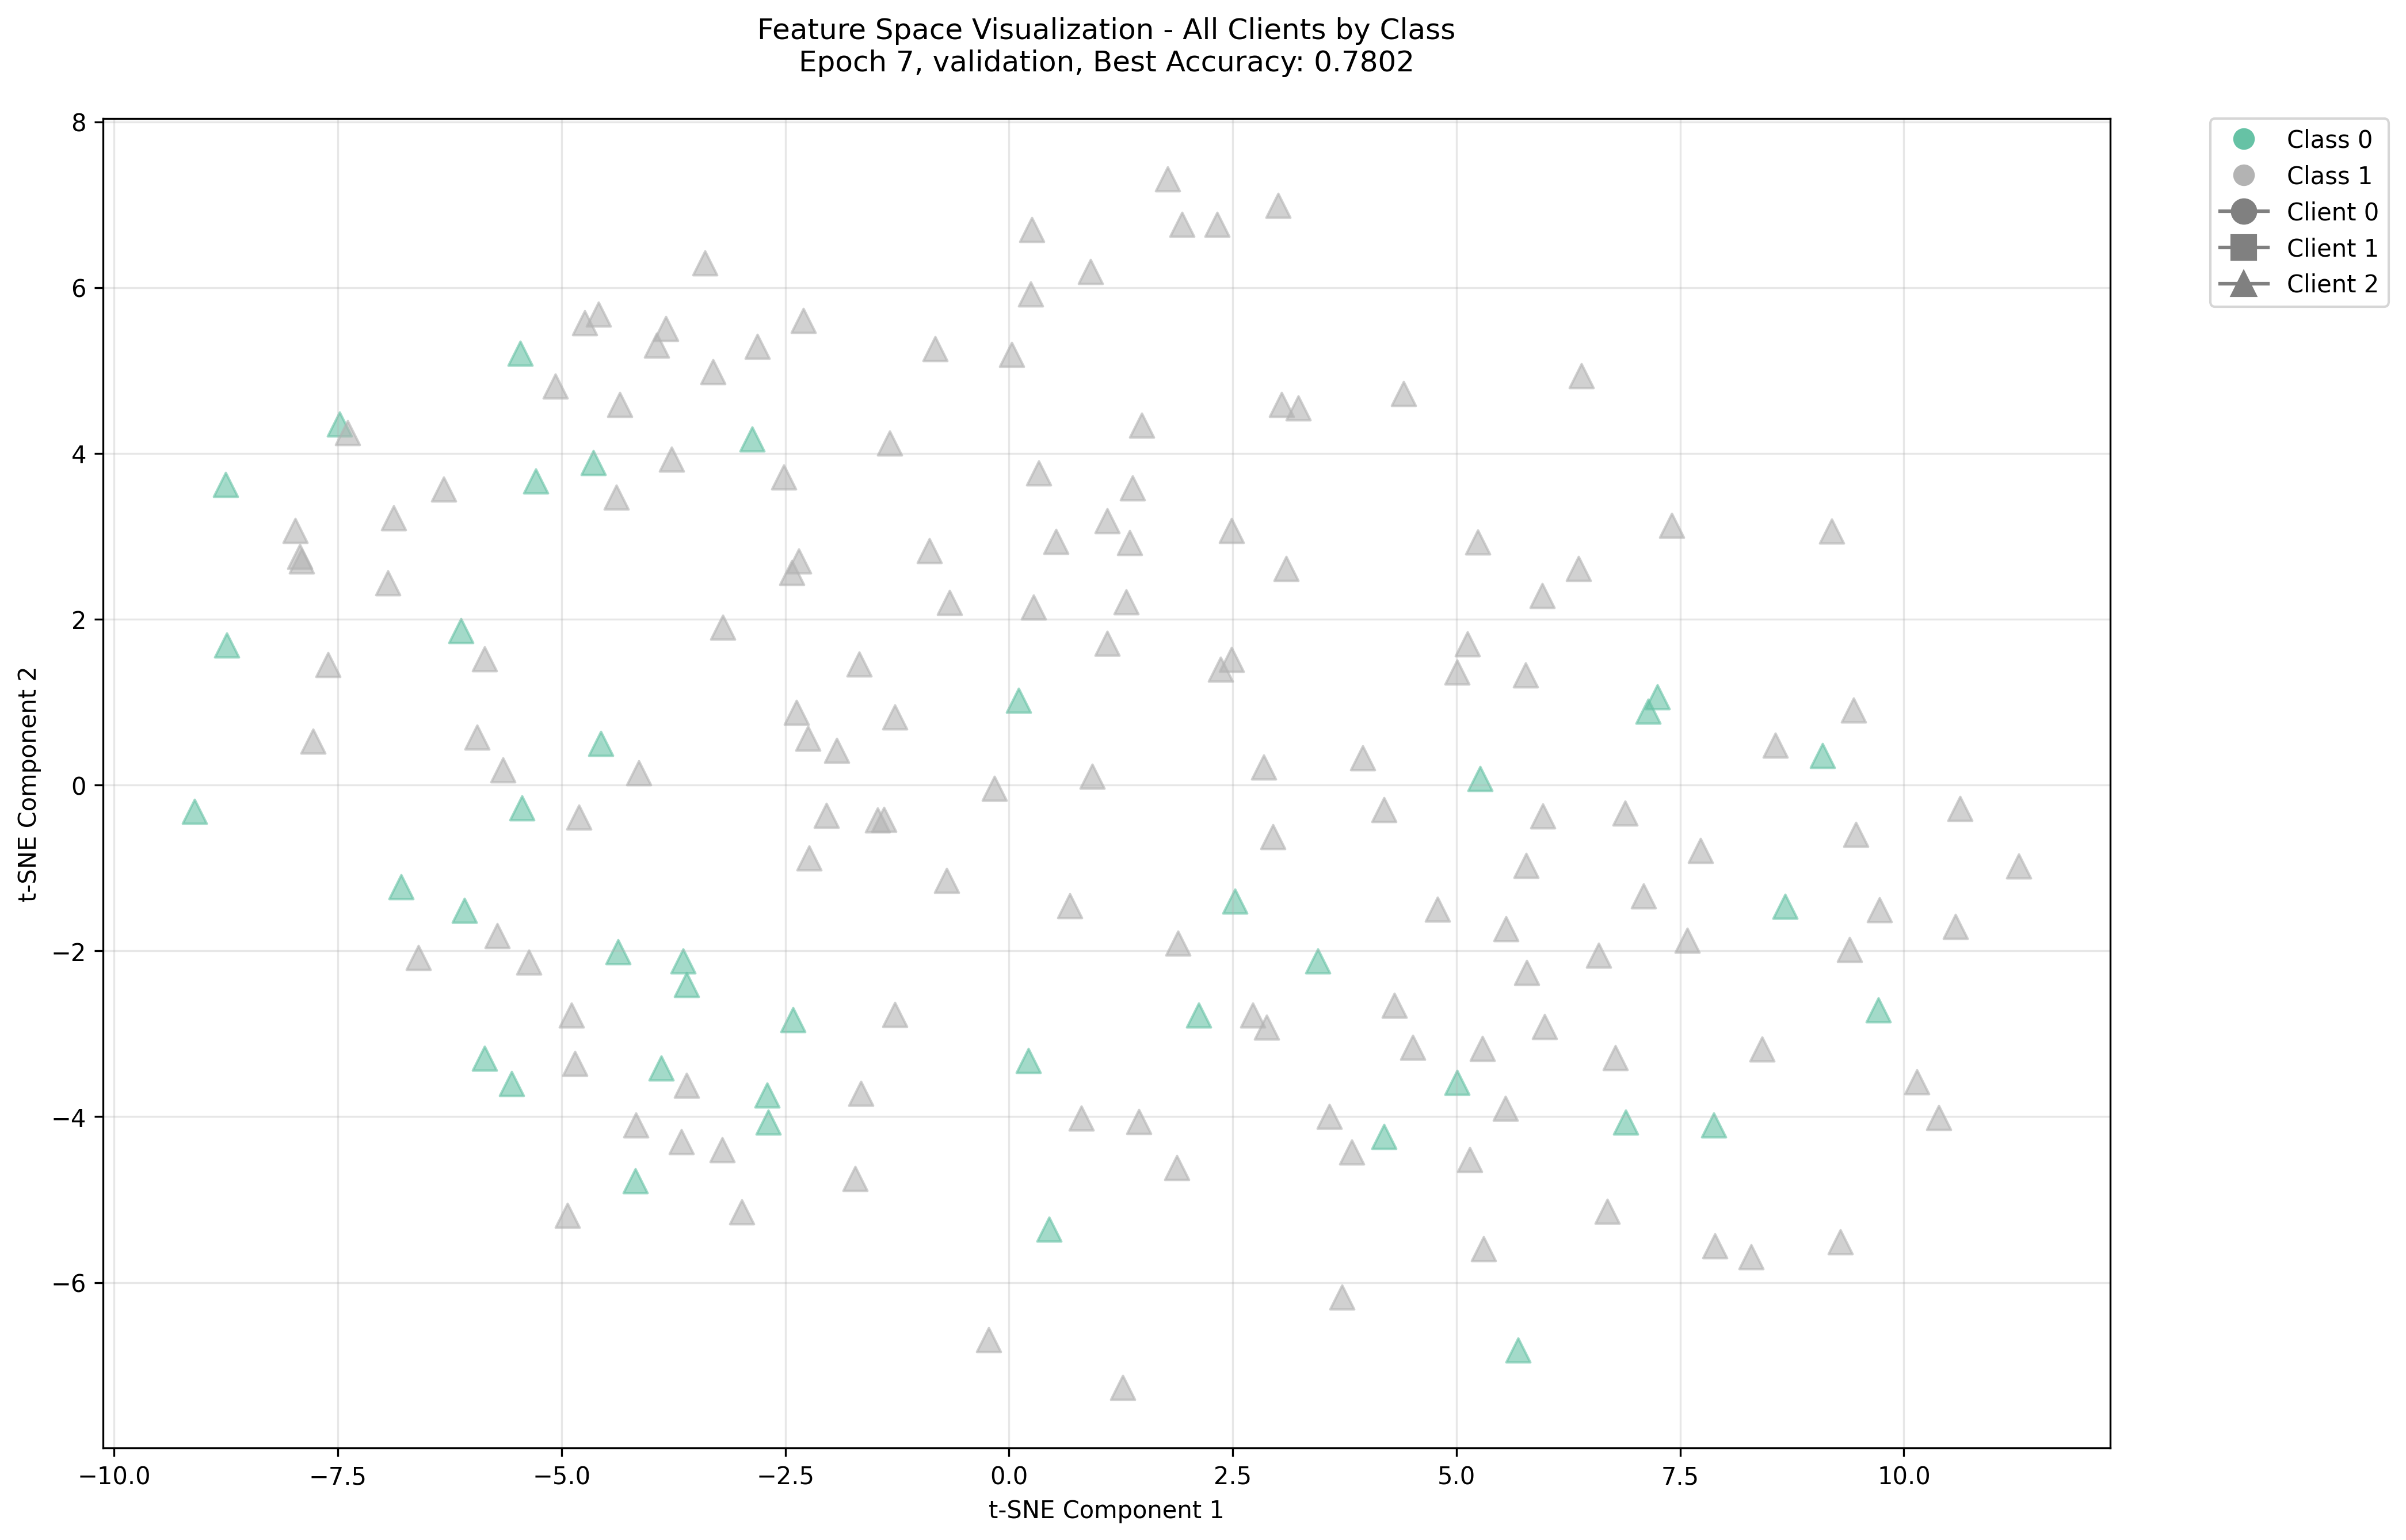 Feature Space Visualization - All Clients by Class
Epoch 7, validation, Best Accuracy: 0.7802
Class 0
Class 1
Client 0
Client 1
Client 2
8
6
4
2
0
−2
−4
−6
t-SNE Component 2
−10.0 −7.5 −5.0 −2.5 0.0 2.5 5.0 7.5 10.0
t-SNE Component 1